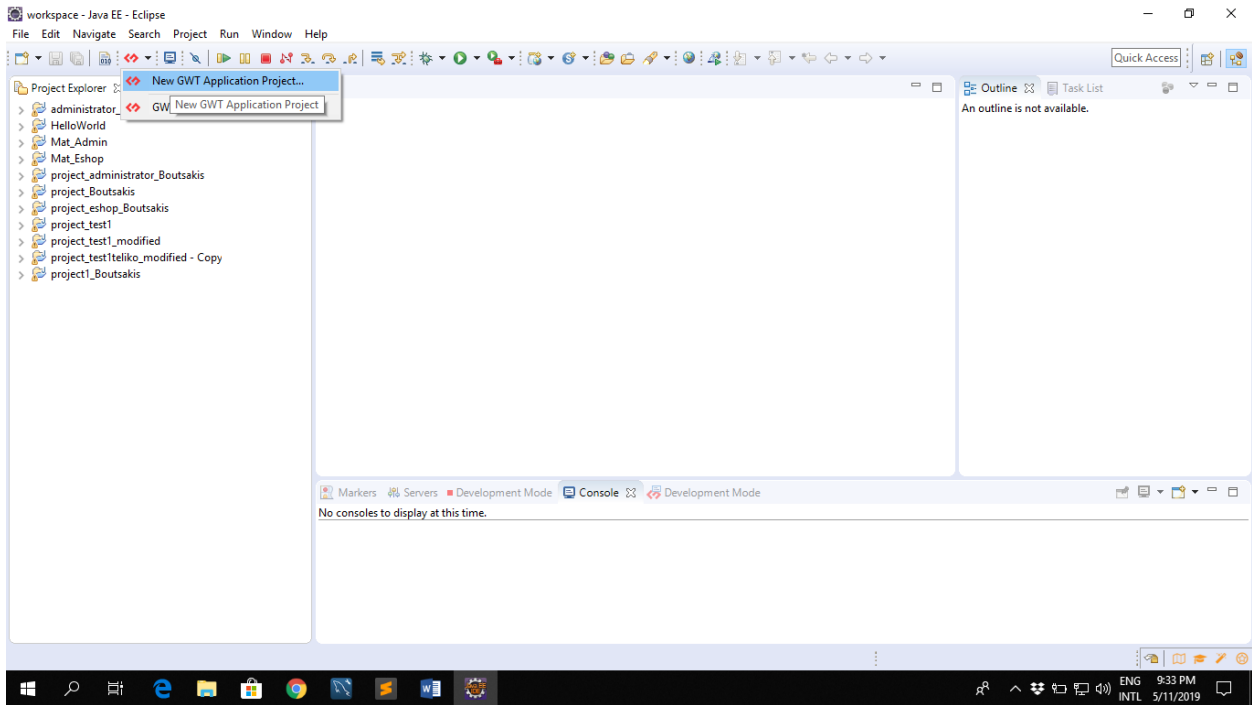 workspace - Java EE - Eclipse
File Edit Navigate Search Project Run Window Help
Quick Access
New GWT Application Project...
Project Explorer
GW
New GWT Application Project
administrator_
HelloWorld
Mat_Admin
Mat_Eshop
project_administrator_Boutsakis
project_Boutsakis
project_eshop_Boutsakis
project_test1
project_test1_modified
project_test1teliko_modified - Copy
project1_Boutsakis
Outline Task List
An outline is not available.
Markers Servers Development Mode Console Development Mode
No consoles to display at this time.
ENG 9:33 PM
INTL 5/11/2019